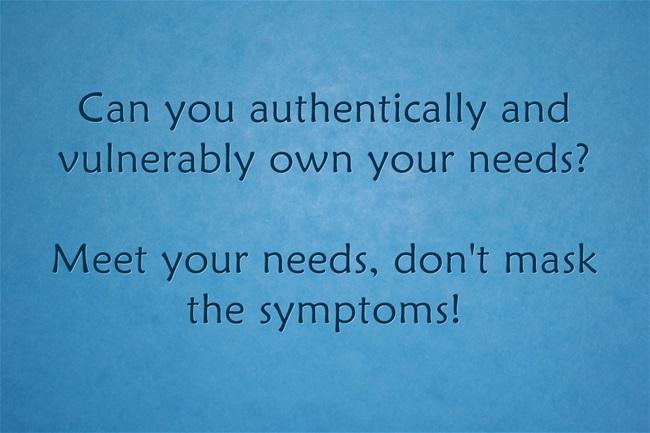 Can you authentically and
vulnerably own your needs?
Meet your needs, don't mask
the symptoms!